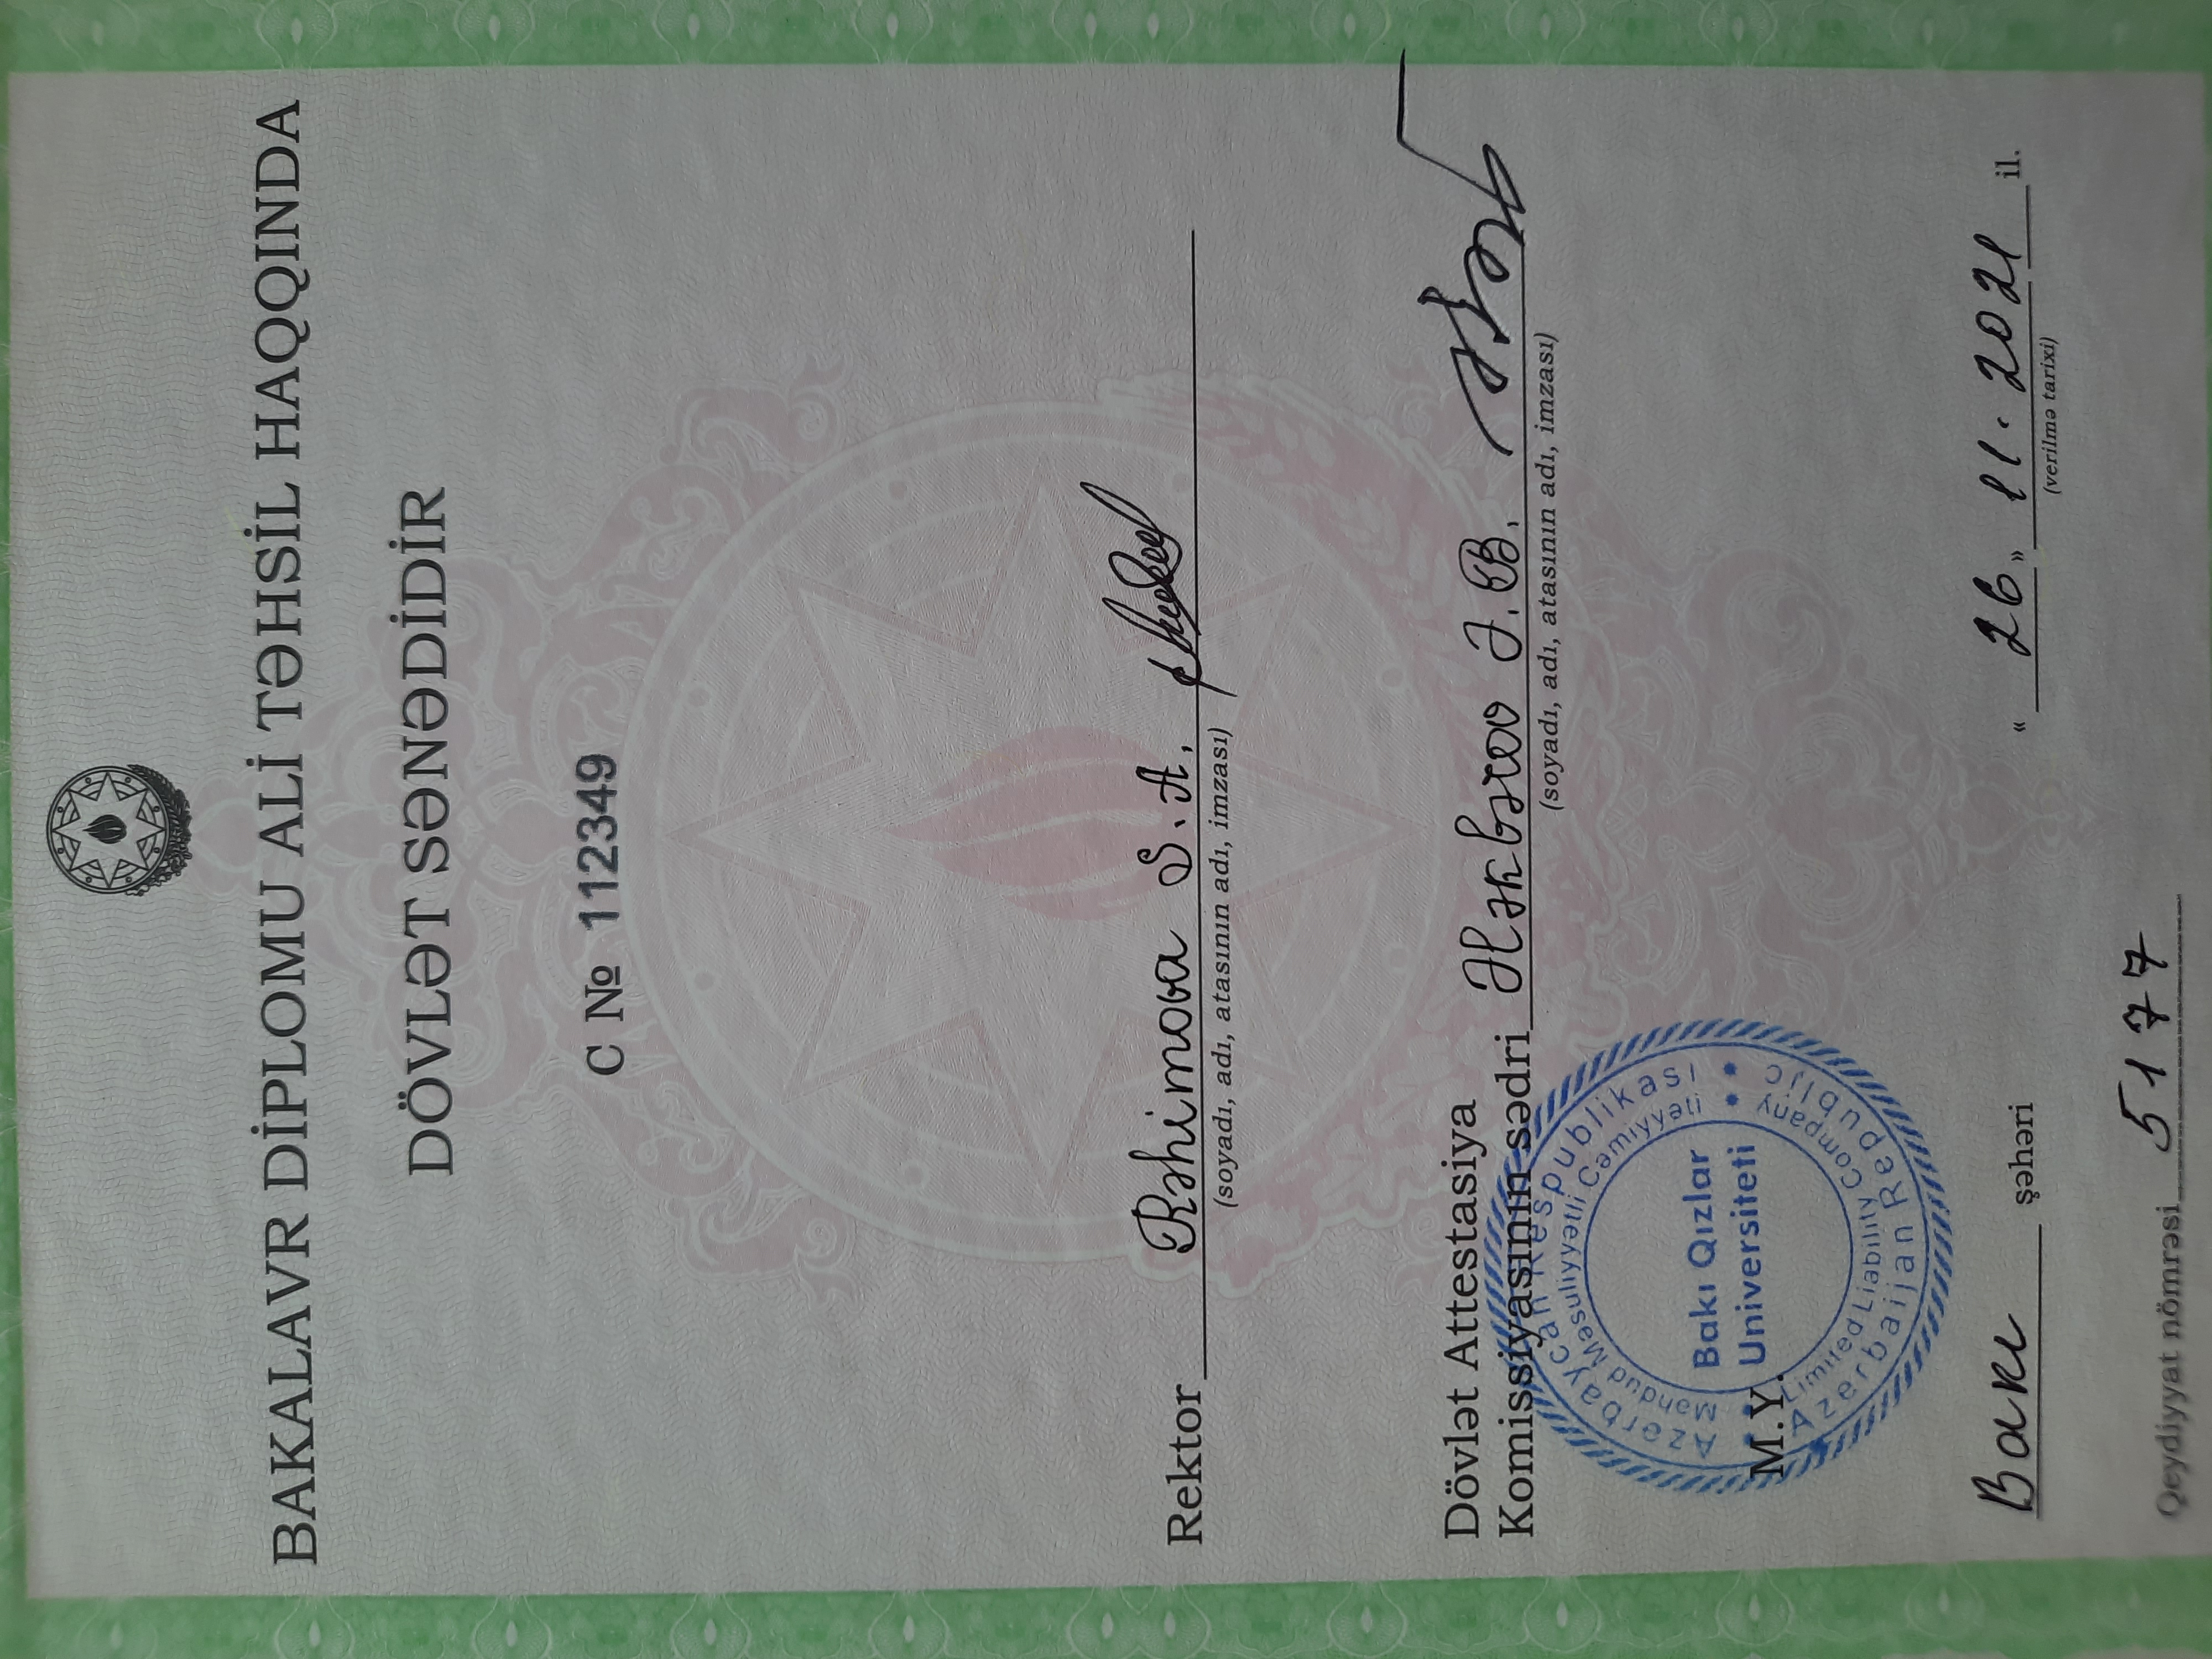 BAKALAVR DİPLOMU ALİ TƏHSİL HAQQINDA
DÖVLƏT SƏNƏDİDİR
C № 112349
Rektor Rəhimova S.A.
(soyadı, adı, atasının adı, imzası)
Dövlət Attestasiya
Komissiyasının sədri Ələkbərov Ə.B.
(soyadı, adı, atasının adı, imzası)
Azərbaycan Respublikası
Məhdud Məsuliyyətli Cəmiyyəti
Bakı Qızlar
Universiteti
Limited Liability Company
Azerbaijan Republic
M.Y.
Bakı şəhəri « 26 » 11. 2021 il.
(verilmə tarixi)
Qeydiyyat nömrəsi 5177